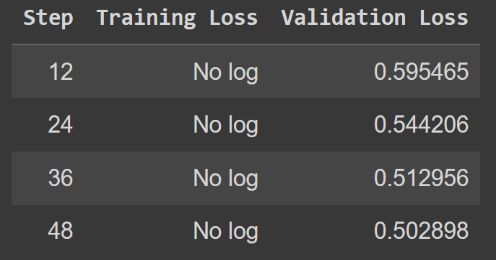 Step Training Loss Validation Loss
12 No log 0.595465
24 No log 0.544206
36 No log 0.512956
48 No log 0.502898